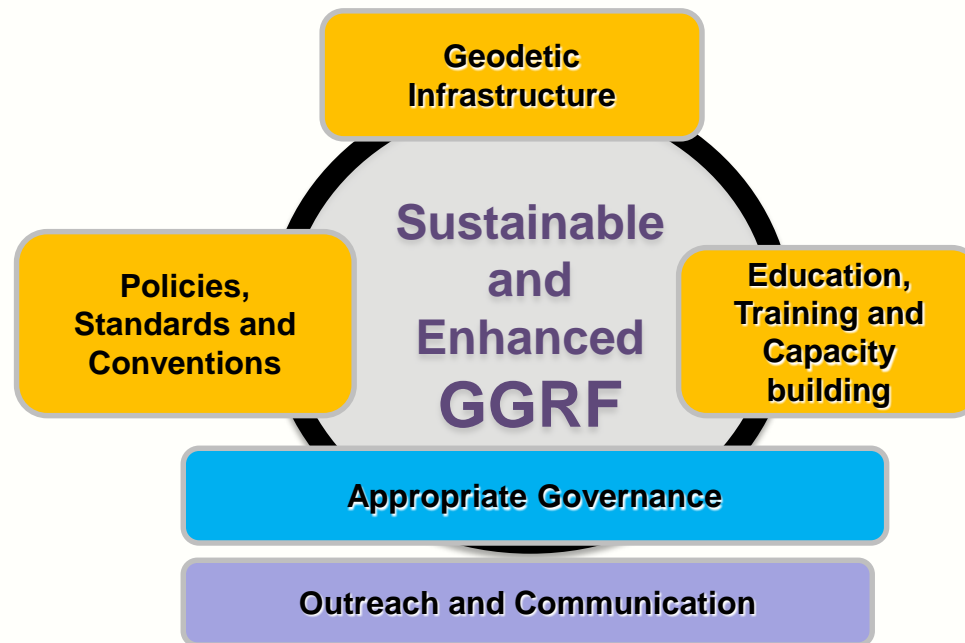 Geodetic
Infrastructure
Sustainable
and
Enhanced
GGRF
Policies,
Standards and
Conventions
Education,
Training and
Capacity
building
Appropriate Governance
Outreach and Communication